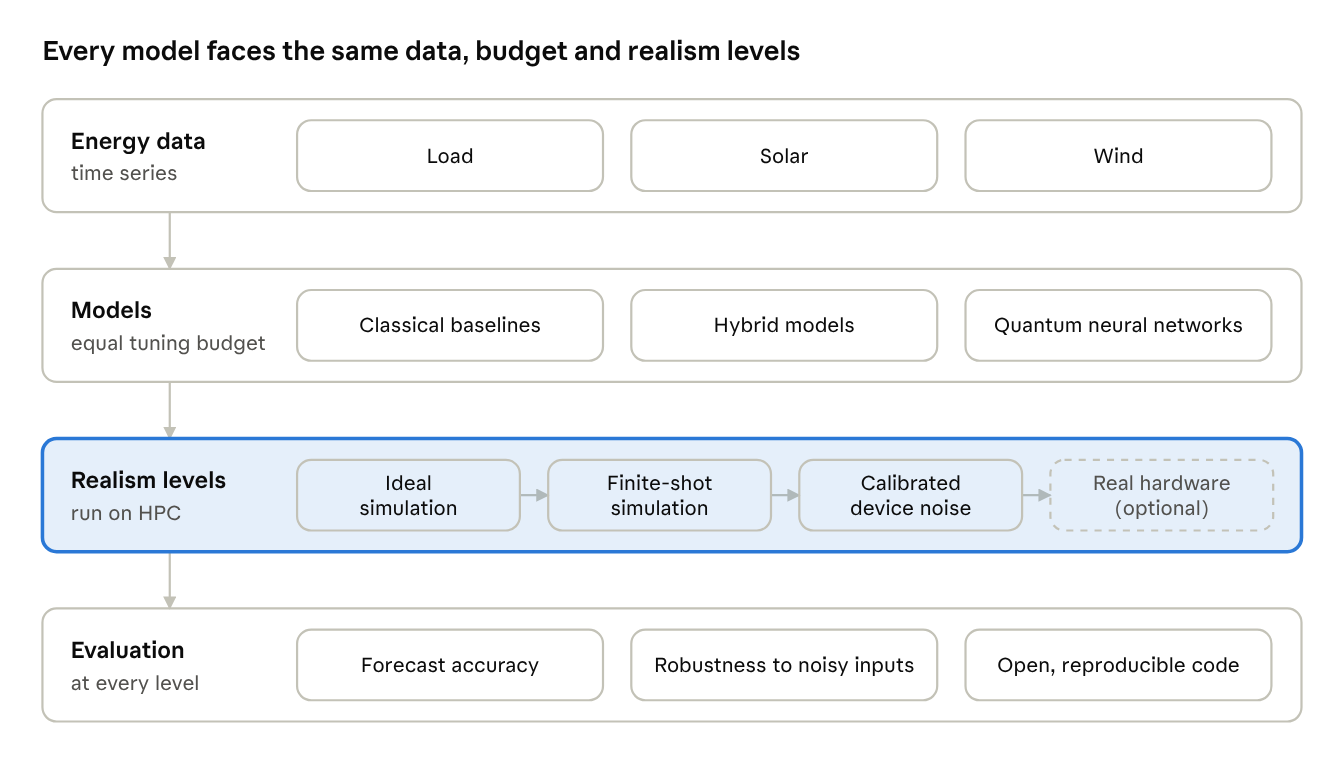 Every model faces the same data, budget and realism levels
Energy data
time series
Load
Solar
Wind
Models
equal tuning budget
Classical baselines
Hybrid models
Quantum neural networks
Realism levels
run on HPC
Ideal
simulation
Finite-shot
simulation
Calibrated
device noise
Real hardware
(optional)
Evaluation
at every level
Forecast accuracy
Robustness to noisy inputs
Open, reproducible code